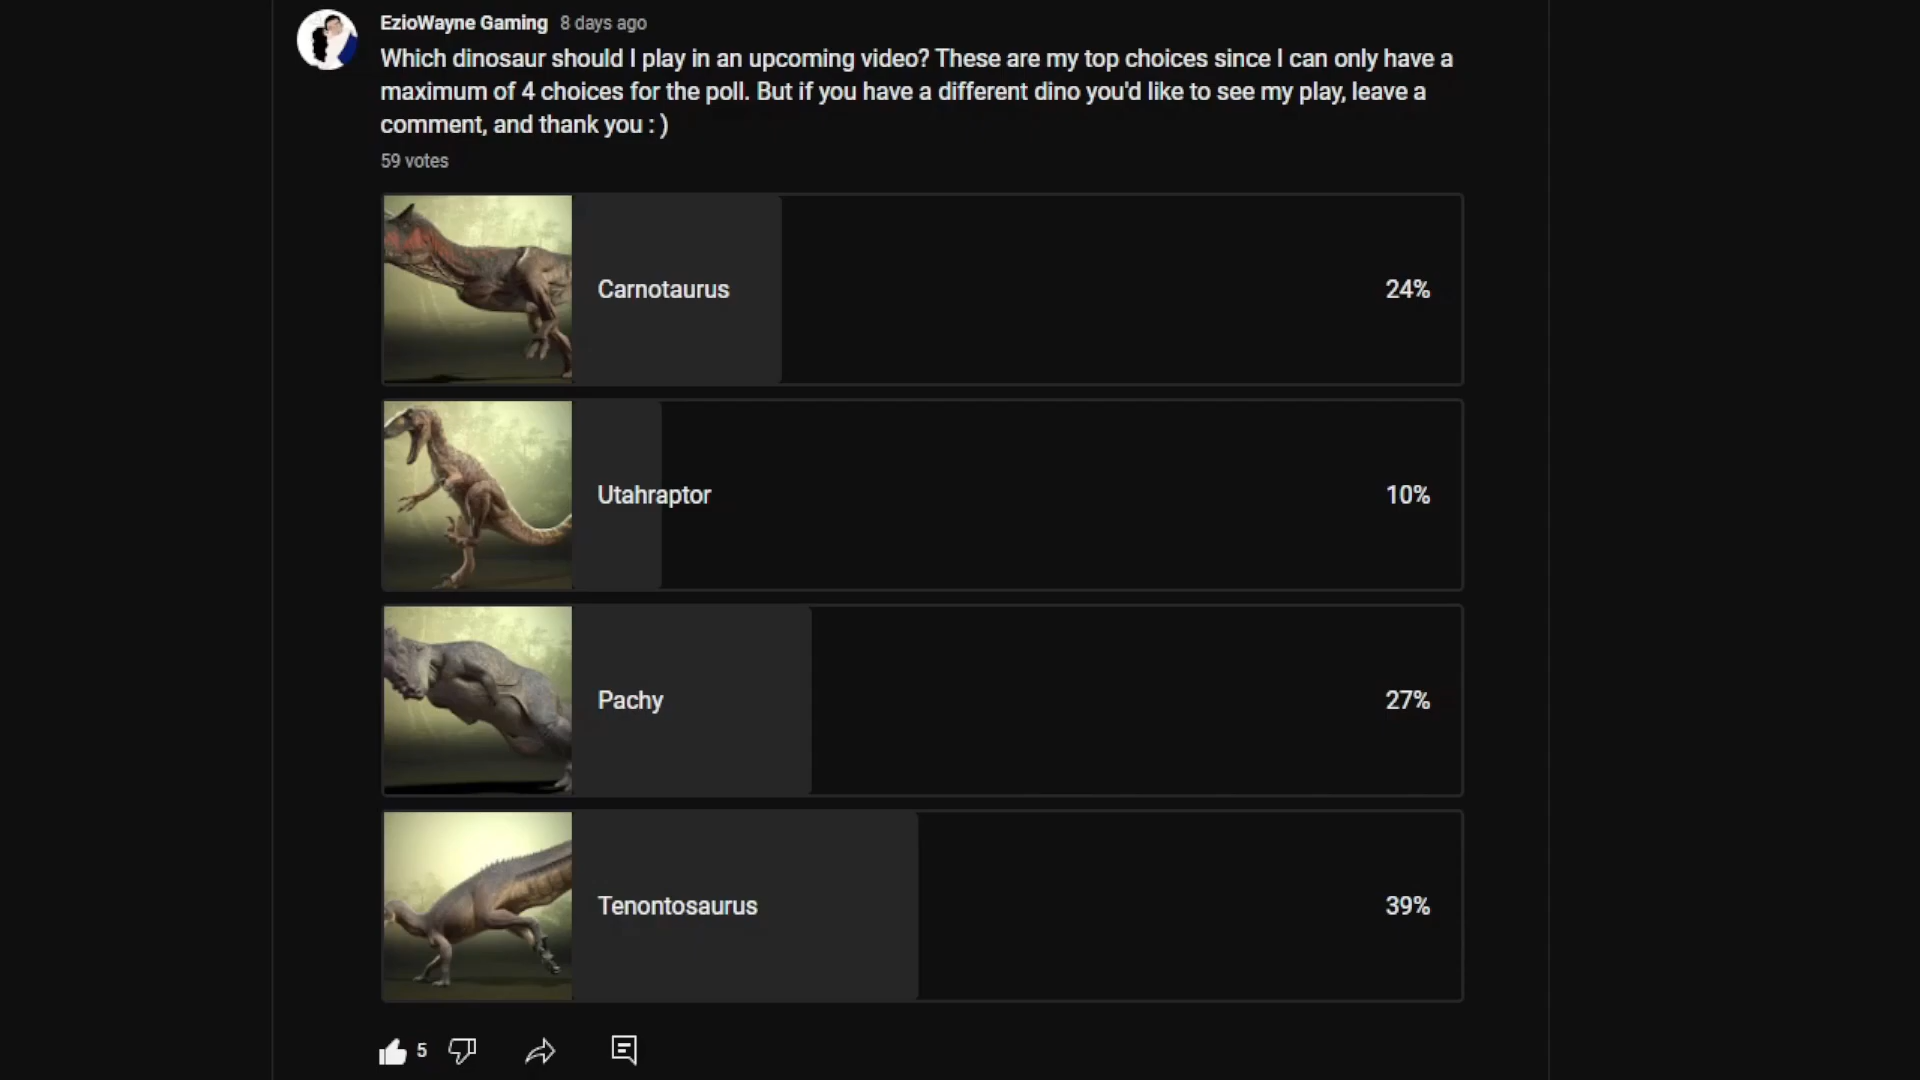 EzioWayne Gaming 8 days ago
Which dinosaur should I play in an upcoming video? These are my top choices since I can only have a
maximum of 4 choices for the poll. But if you have a different dino you'd like to see my play, leave a
comment, and thank you : )
59 votes
Carnotaurus 24%
Utahraptor 10%
Pachy 27%
Tenontosaurus 39%
5